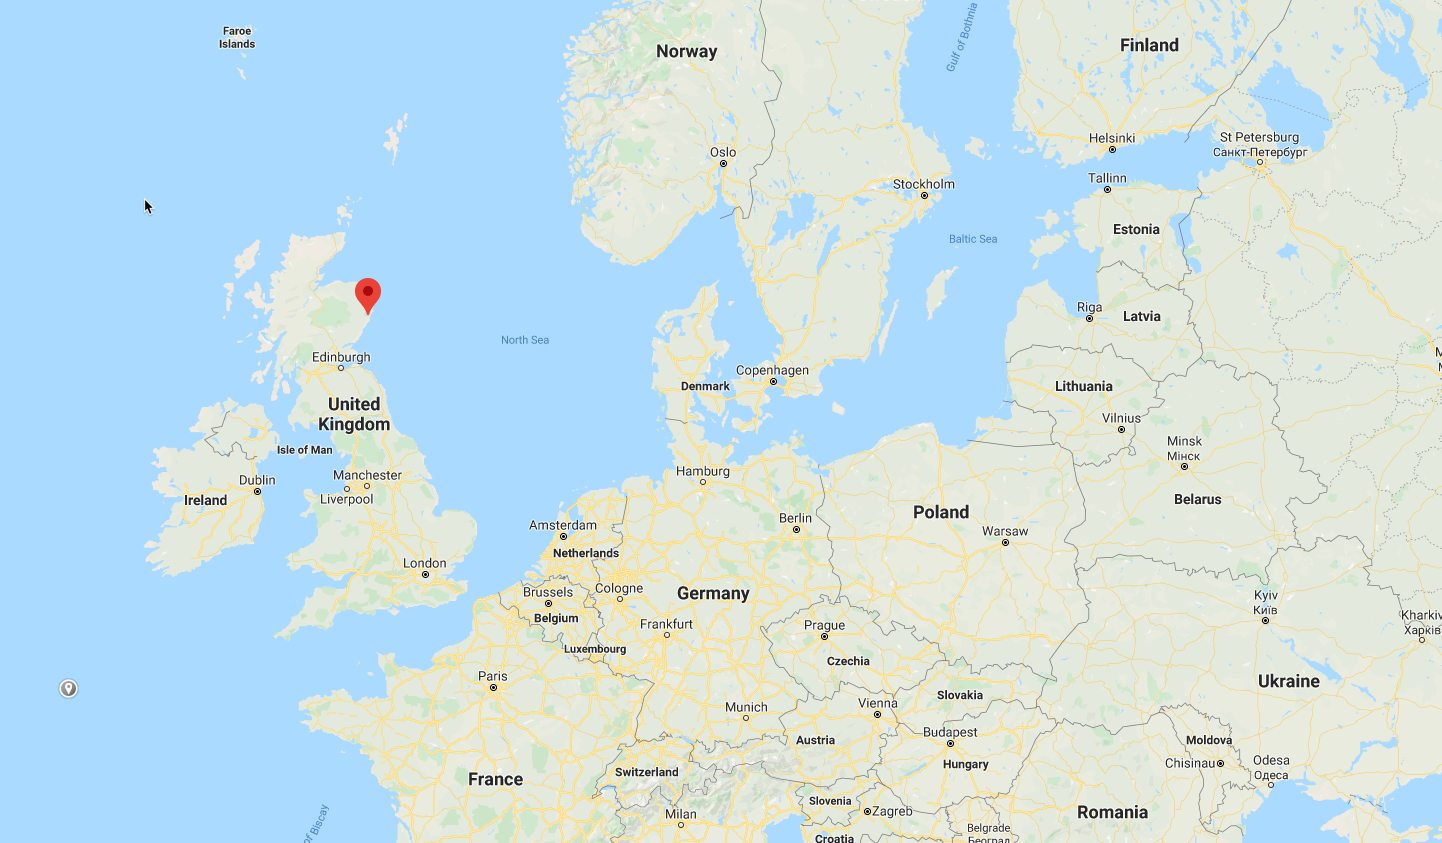 Faroe
Islands
Norway
Gulf of Bothnia
Finland
Oslo
Helsinki
St Petersburg
Санкт-Петербург
Stockholm
Tallinn
Estonia
Baltic Sea
Riga
Latvia
North Sea
Edinburgh
Copenhagen
Denmark
Lithuania
United
Kingdom
Vilnius
Isle of Man
Minsk
Мінск
Dublin
Manchester
Hamburg
Ireland
Liverpool
Belarus
Poland
Amsterdam
Berlin
Warsaw
Netherlands
London
Brussels
Cologne
Germany
Kyiv
Київ
Belgium
Frankfurt
Prague
Kharkiv
Харків
Luxembourg
Czechia
Paris
Ukraine
Slovakia
Munich
Vienna
Budapest
Moldova
Austria
Hungary
Chisinau
Odesa
Одеса
France
Switzerland
Slovenia
Zagreb
Romania
Milan
of Biscay
Belgrade
Београд
Croatia